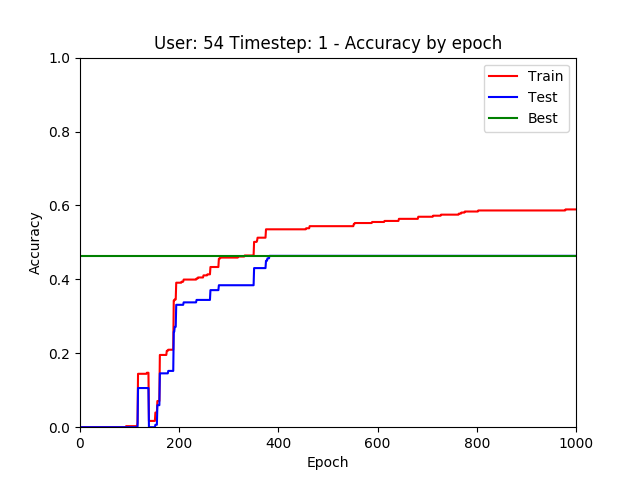 User: 54 Timestep: 1 - Accuracy by epoch
1.0
0.8
0.6
0.4
0.2
0.0
Accuracy
Train
Test
Best
0 200 400 600 800 1000
Epoch